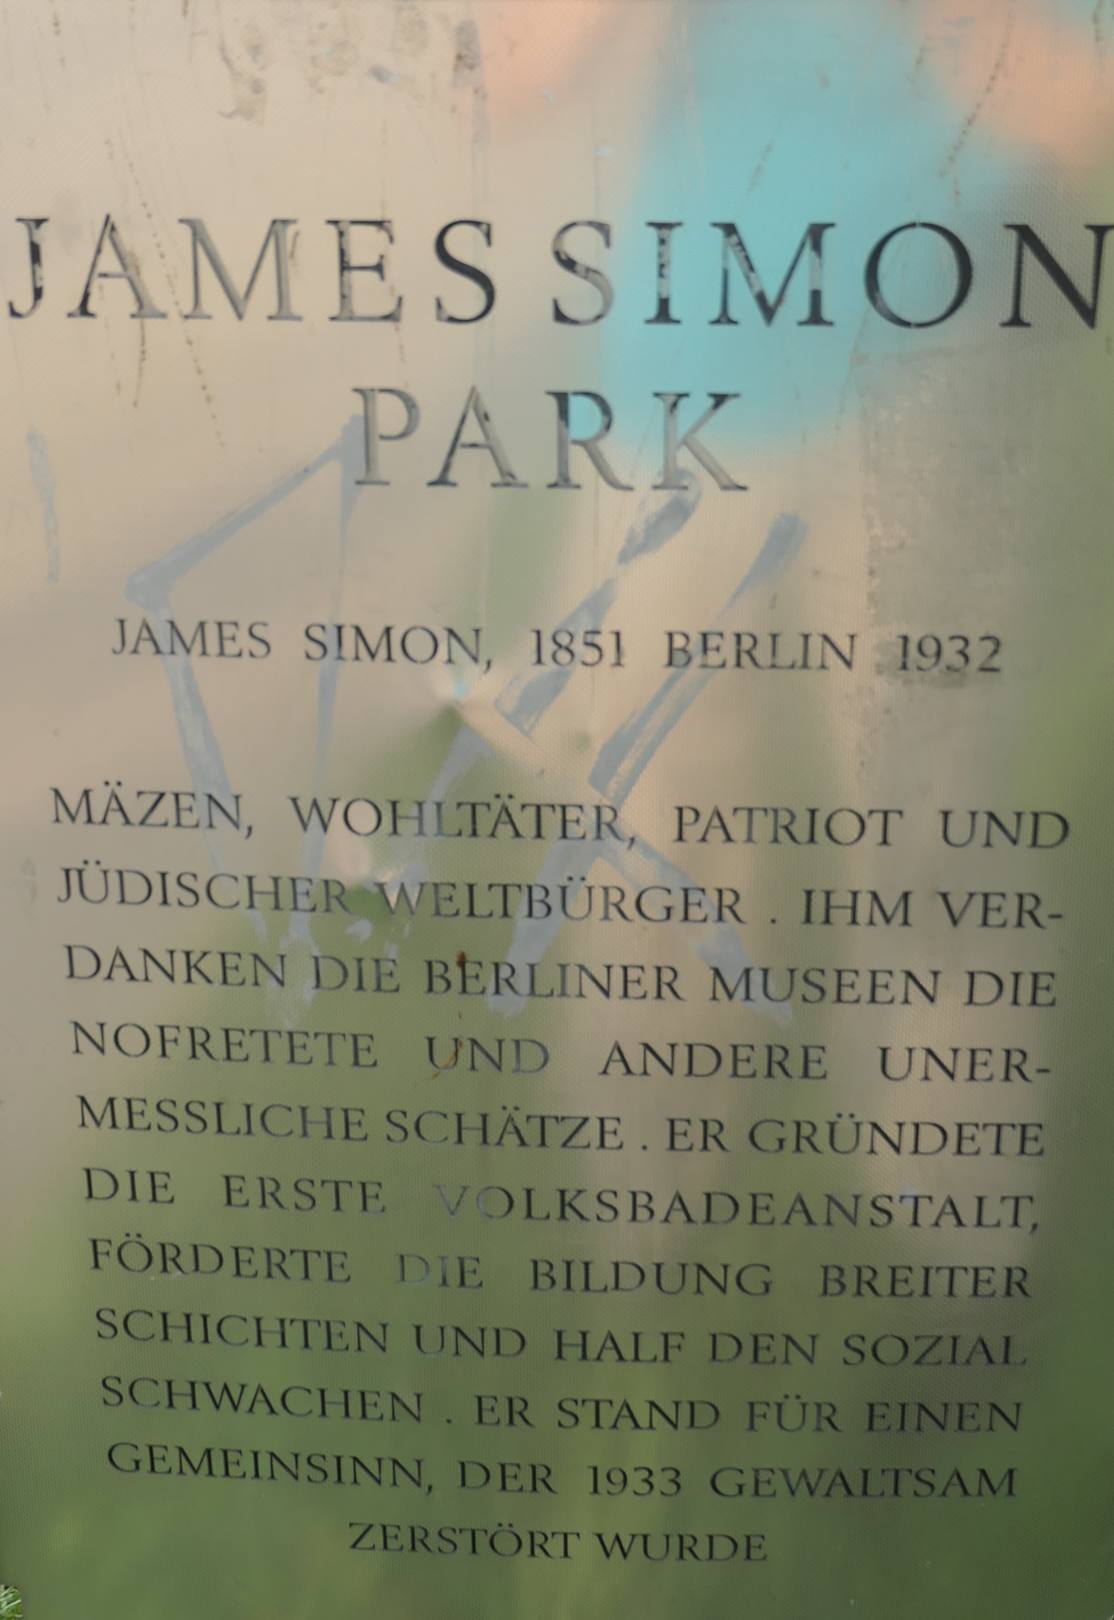 JAMES SIMON
PARK
JAMES SIMON, 1851 BERLIN 1932
MÄZEN, WOHLTÄTER, PATRIOT UND
JÜDISCHER WELTBÜRGER . IHM VER-
DANKEN DIE BERLINER MUSEEN DIE
NOFRETETE UND ANDERE UNER-
MESSLICHE SCHÄTZE . ER GRÜNDETE
DIE ERSTE VOLKSBADEANSTALT,
FÖRDERTE DIE BILDUNG BREITER
SCHICHTEN UND HALF DEN SOZIAL
SCHWACHEN . ER STAND FÜR EINEN
GEMEINSINN, DER 1933 GEWALTSAM
ZERSTÖRT WURDE